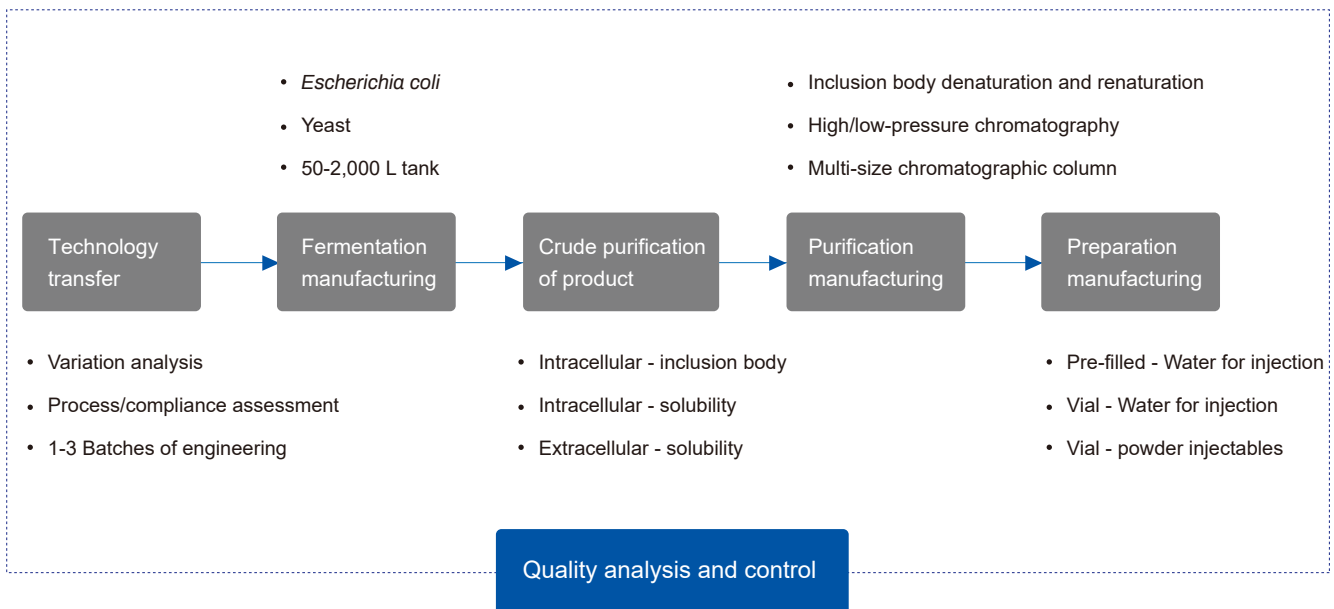 Escherichia coli
Yeast
50-2,000 L tank
Inclusion body denaturation and renaturation
High/low-pressure chromatography
Multi-size chromatographic column
Technology
transfer
Fermentation
manufacturing
Crude purification
of product
Purification
manufacturing
Preparation
manufacturing
Variation analysis
Process/compliance assessment
1-3 Batches of engineering
Intracellular - inclusion body
Intracellular - solubility
Extracellular - solubility
Pre-filled - Water for injection
Vial - Water for injection
Vial - powder injectables
Quality analysis and control